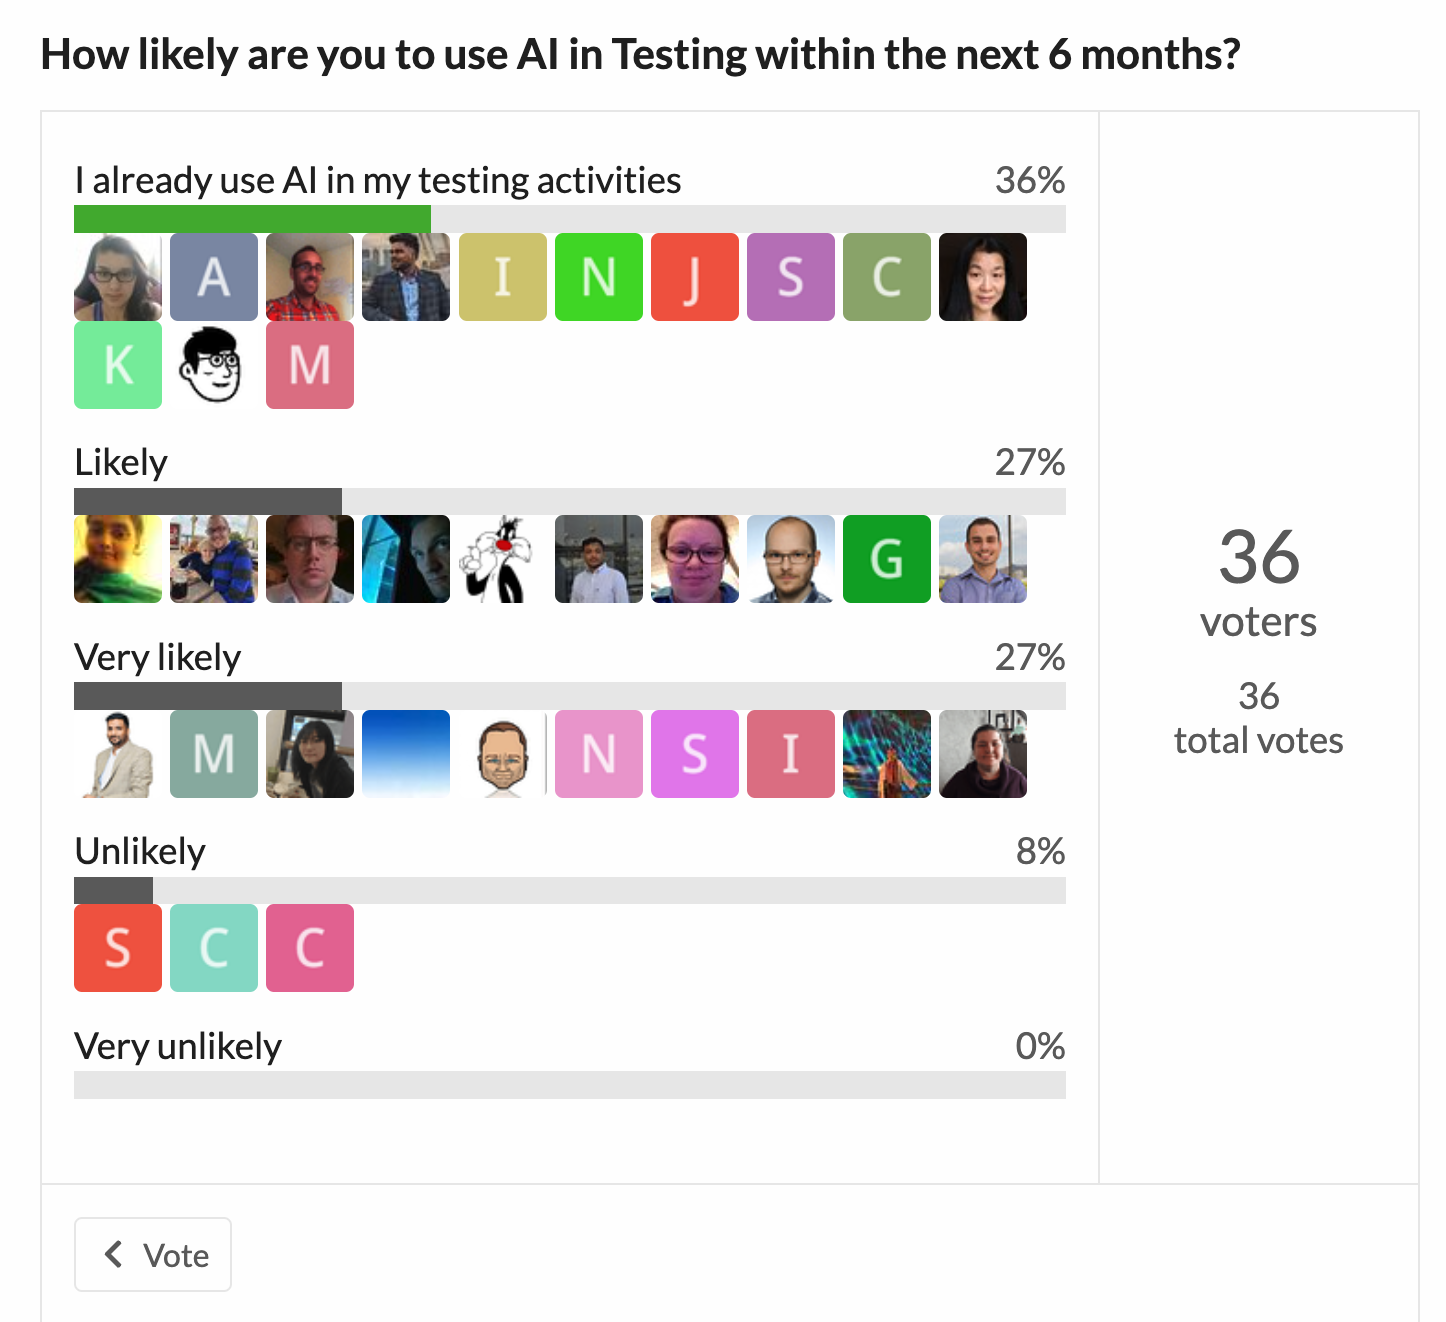 How likely are you to use AI in Testing within the next 6 months?
I already use AI in my testing activities 36%
A I N J S C
K M
Likely 27%
G
Very likely 27%
M N S I
Unlikely 8%
S C C
Very unlikely 0%
36
voters
36
total votes
Vote